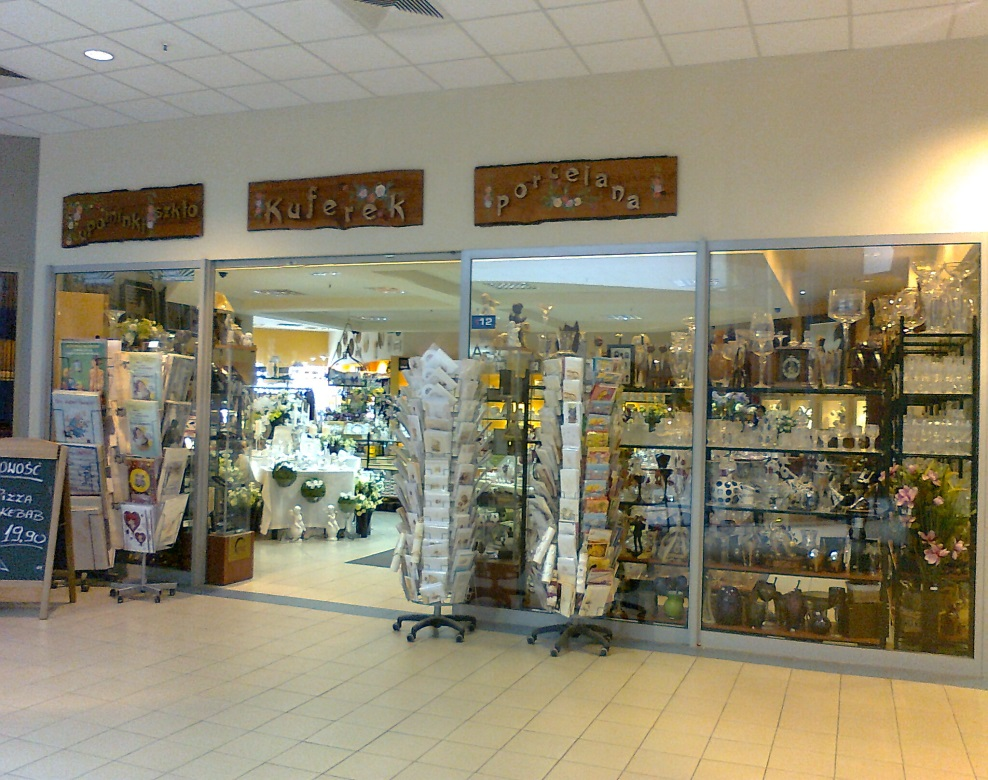 upominki szkło
Kuferek
porcelana
12
NOWOŚĆ
PIZZA
KEBAB
19,90